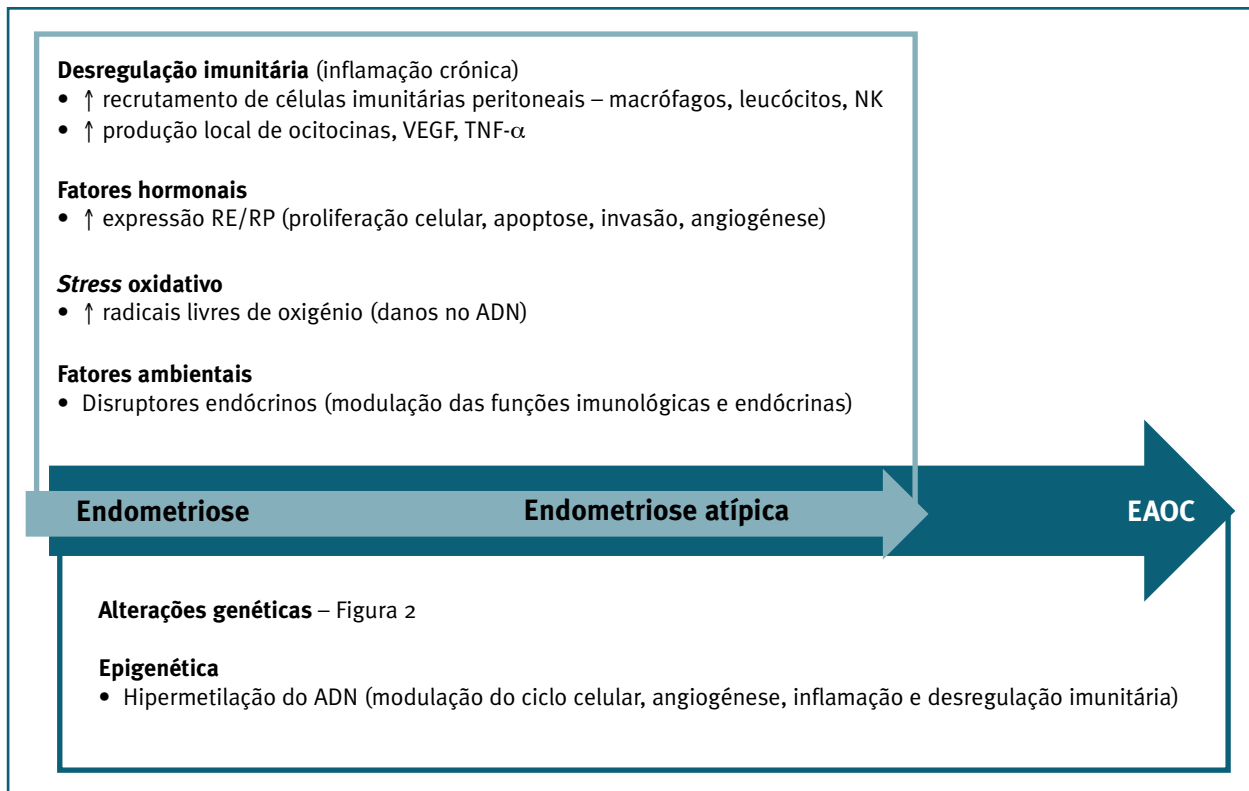 Desregulação imunitária (inflamação crónica)
• ↑ recrutamento de células imunitárias peritoneais – macrófagos, leucócitos, NK
• ↑ produção local de ocitocinas, VEGF, TNF-α
Fatores hormonais
• ↑ expressão RE/RP (proliferação celular, apoptose, invasão, angiogénese)
Stress oxidativo
• ↑ radicais livres de oxigénio (danos no ADN)
Fatores ambientais
• Disruptores endócrinos (modulação das funções imunológicas e endócrinas)
Endometriose Endometriose atípica EAOC
Alterações genéticas – Figura 2
Epigenética
• Hipermetilação do ADN (modulação do ciclo celular, angiogénese, inflamação e desregulação imunitária)